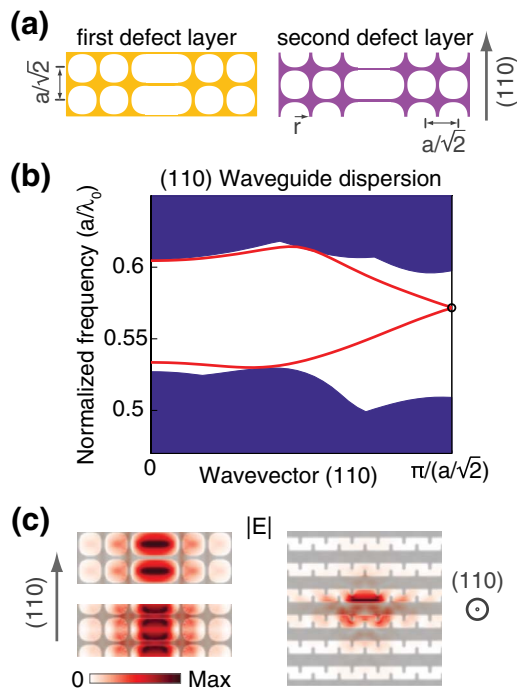 (a)
first defect layer
second defect layer
a/√2
r
a/√2
(110)
(b)
(110) Waveguide dispersion
Normalized frequency (a/λ0)
0.6
0.55
0.5
0
Wavevector (110)
π/(a/√2)
(c)
|E|
(110)
(110)
0
Max